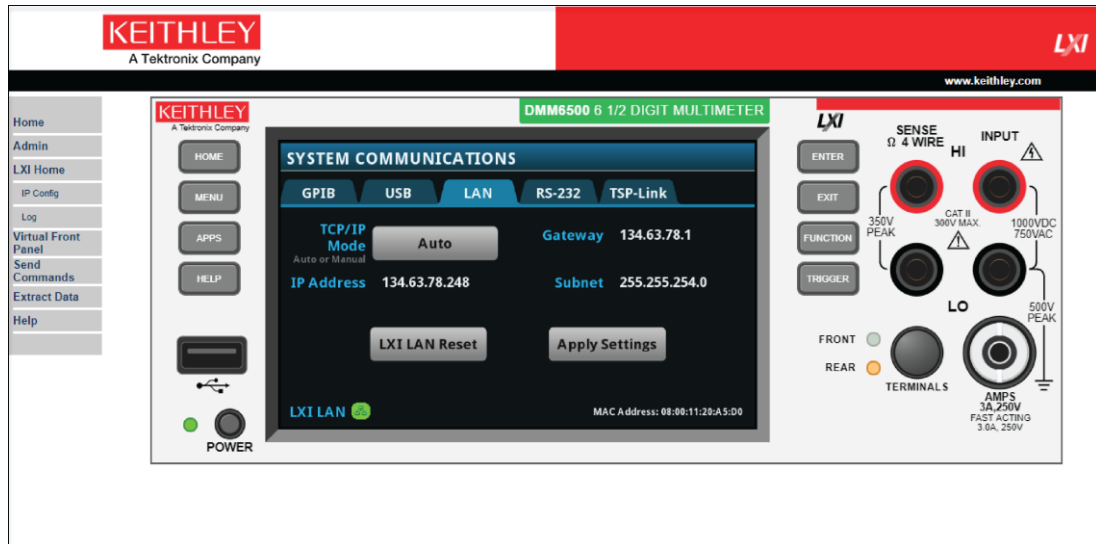 KEITHLEY
A Tektronix Company
LXI
www.keithley.com
Home
Admin
LXI Home
IP Config
Log
Virtual Front
Panel
Send
Commands
Extract Data
Help
KEITHLEY
A Tektronix Company
DMM6500 6 1/2 DIGIT MULTIMETER
LXI
HOME
MENU
APPS
HELP
POWER
SYSTEM COMMUNICATIONS
GPIB USB LAN RS-232 TSP-Link
TCP/IP
Mode
Auto or Manual
Auto
Gateway 134.63.78.1
IP Address 134.63.78.248
Subnet 255.255.254.0
LXI LAN Reset
Apply Settings
LXI LAN
MAC Address: 08:00:11:20:A5:D0
ENTER
EXIT
FUNCTION
TRIGGER
SENSE
Ω 4 WIRE
HI
INPUT
350V
PEAK
CAT II
300V MAX.
1000VDC
750VAC
LO
500V
PEAK
FRONT
REAR
TERMINALS
AMPS
3A,250V
FAST ACTING
3.0A, 250V